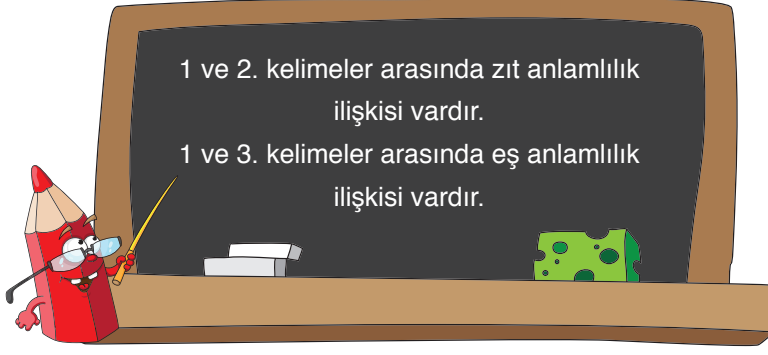 1 ve 2. kelimeler arasında zıt anlamlılık
ilişkisi vardır.
1 ve 3. kelimeler arasında eş anlamlılık
ilişkisi vardır.